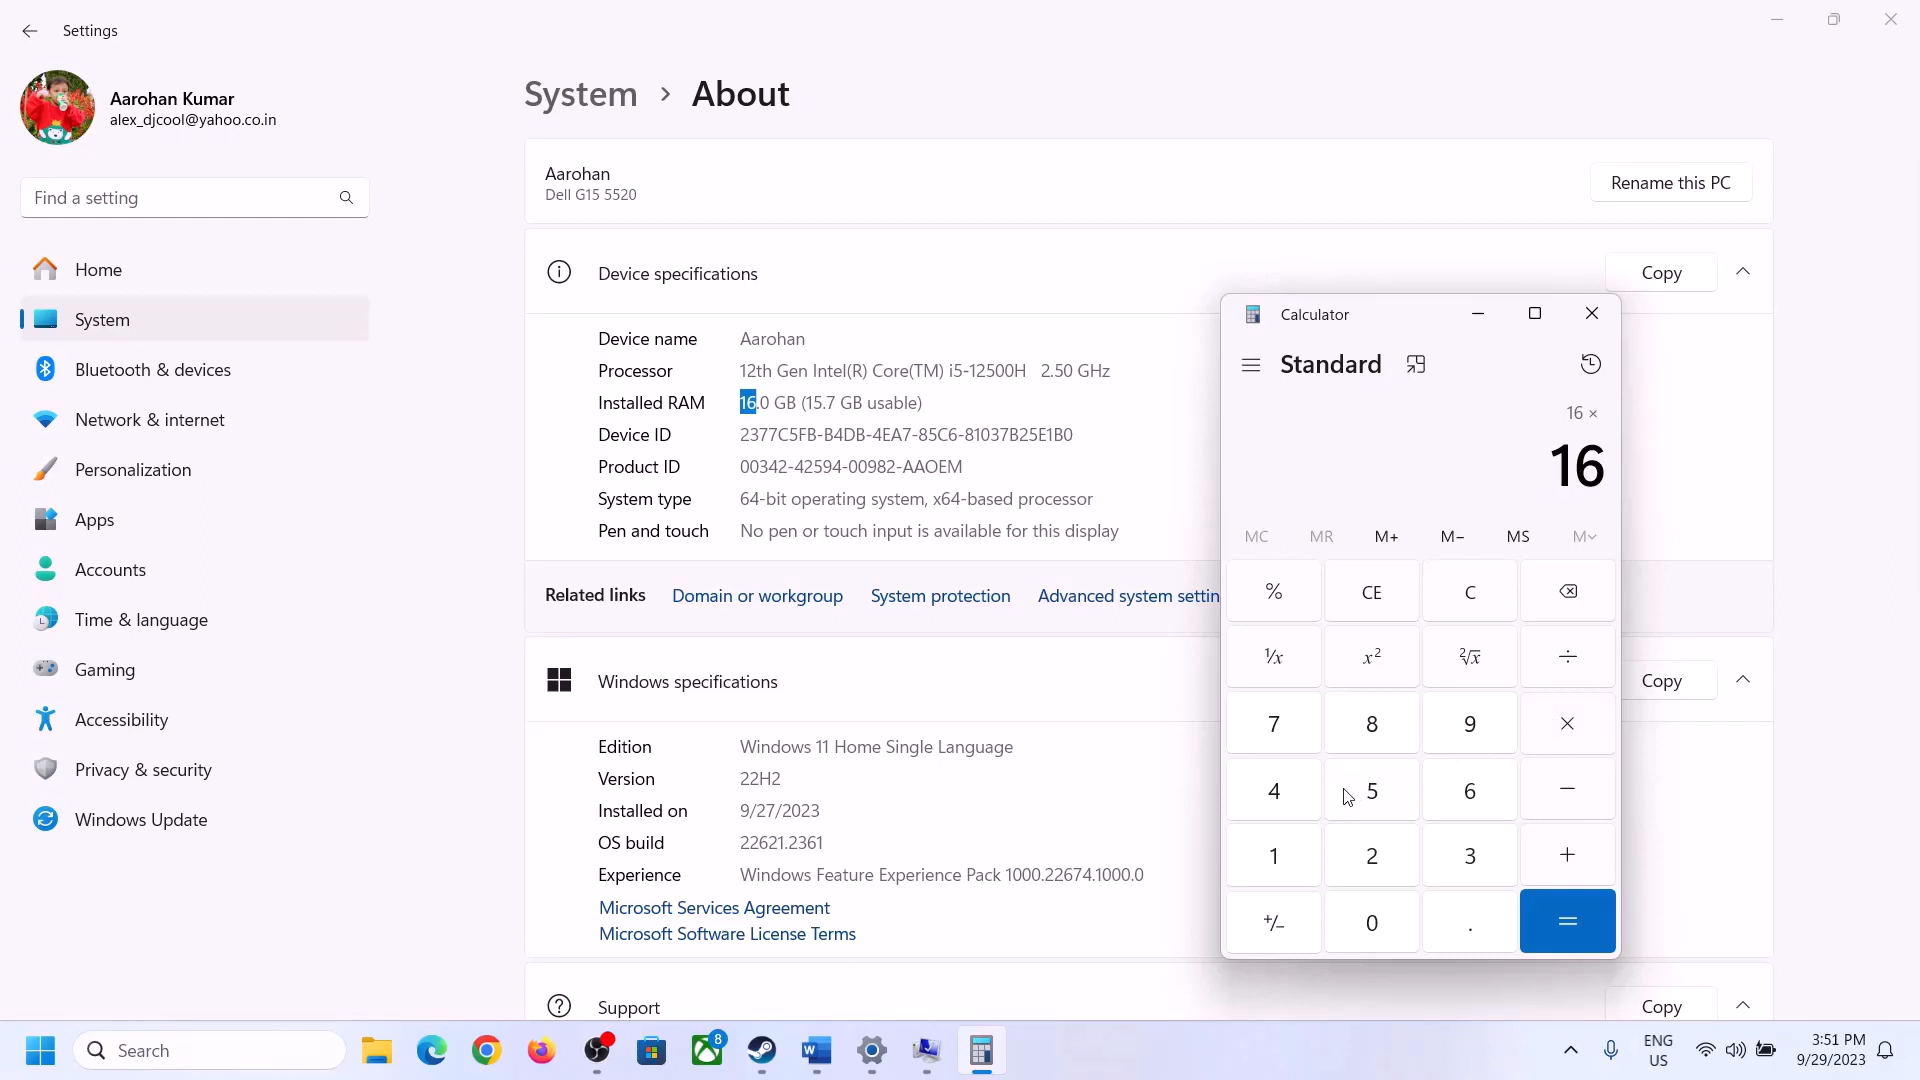 Settings
Aarohan Kumar
alex_djcool@yahoo.co.in
Find a setting
Home
System
Bluetooth & devices
Network & internet
Personalization
Apps
Accounts
Time & language
Gaming
Accessibility
Privacy & security
Windows Update
System > About
Aarohan
Dell G15 5520
Rename this PC
Device specifications
Copy
Device name Aarohan
Processor 12th Gen Intel(R) Core(TM) i5-12500H 2.50 GHz
Installed RAM 16.0 GB (15.7 GB usable)
Device ID 2377C5FB-B4DB-4EA7-85C6-81037B25E1B0
Product ID 00342-42594-00982-AAOEM
System type 64-bit operating system, x64-based processor
Pen and touch No pen or touch input is available for this display
Related links Domain or workgroup System protection Advanced system settin
Windows specifications
Copy
Edition Windows 11 Home Single Language
Version 22H2
Installed on 9/27/2023
OS build 22621.2361
Experience Windows Feature Experience Pack 1000.22674.1000.0
Microsoft Services Agreement
Microsoft Software License Terms
Support
Copy
Calculator
Standard
16 ×
16
MC MR M+ M− MS M
% CE C
1/x x² ²√x ÷
7 8 9 ×
4 5 6 −
1 2 3 +
+/− 0 . =
Search
8
ENG
US
3:51 PM
9/29/2023